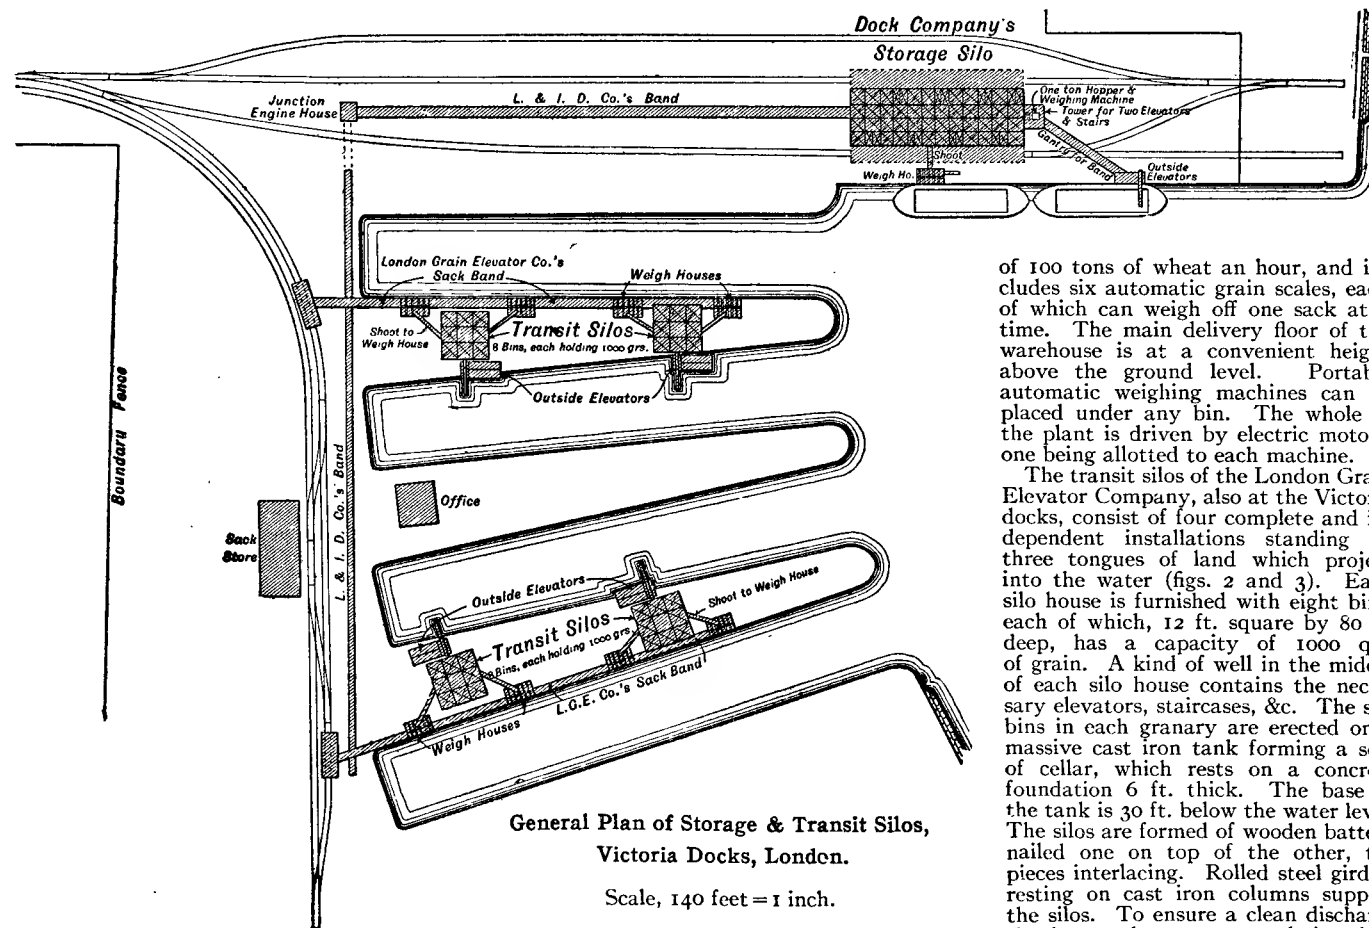 Dock Company's
Storage Silo
Junction
Engine House
L. & I. D. Co.'s Band
One ton Hopper &
Weighing Machine
Tower for Two Elevators
& Stairs
Gantry for Band
Shoot
Weigh Ho.
Outside
Elevators
London Grain Elevator Co.'s
Sack Band
Weigh Houses
Shoot to
Weigh House
Transit Silos
8 Bins, each holding 1000 qrs.
Outside Elevators
Boundary Fence
L. & I. D. Co.'s Band
Office
Sack
Store
Outside Elevators
Transit Silos
Bins, each holding 1000 qrs.
Shoot to Weigh House
L.G.E. Co.'s Sack Band
Weigh Houses
General Plan of Storage & Transit Silos,
Victoria Docks, London.
Scale, 140 feet = 1 inch.
of 100 tons of wheat an hour, and i
cludes six automatic grain scales, ea
of which can weigh off one sack at
time. The main delivery floor of t
warehouse is at a convenient heig
above the ground level. Portab
automatic weighing machines can
placed under any bin. The whole
the plant is driven by electric moto
one being allotted to each machine.
The transit silos of the London Gra
Elevator Company, also at the Victor
docks, consist of four complete and i
dependent installations standing
three tongues of land which proje
into the water (figs. 2 and 3). Ea
silo house is furnished with eight bi
each of which, 12 ft. square by 80
deep, has a capacity of 1000 q
of grain. A kind of well in the midd
of each silo house contains the nec
sary elevators, staircases, &c. The s
bins in each granary are erected on
massive cast iron tank forming a so
of cellar, which rests on a concre
foundation 6 ft. thick. The base
the tank is 30 ft. below the water lev
The silos are formed of wooden batte
nailed one on top of the other, t
pieces interlacing. Rolled steel gird
resting on cast iron columns supp
the silos. To ensure a clean dischar